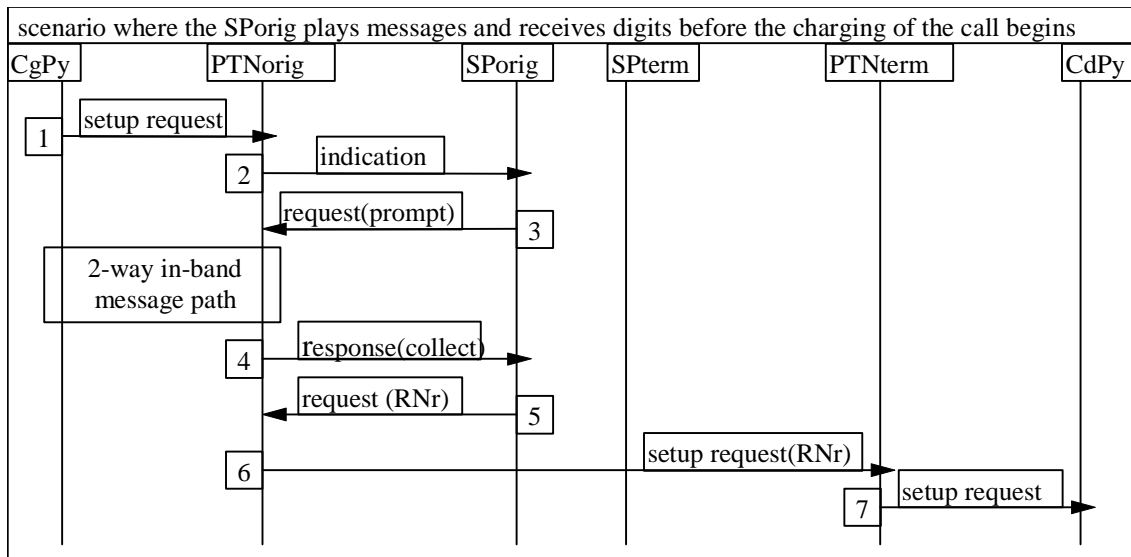 scenario where the SPorig plays messages and receives digits before the charging of the call begins
CgPy PTNorig SPorig SPterm PTNterm CdPy
1 setup request
2 indication
request(prompt) 3
2-way in-band
message path
4 response(collect)
request (RNr) 5
6 setup request(RNr)
7 setup request